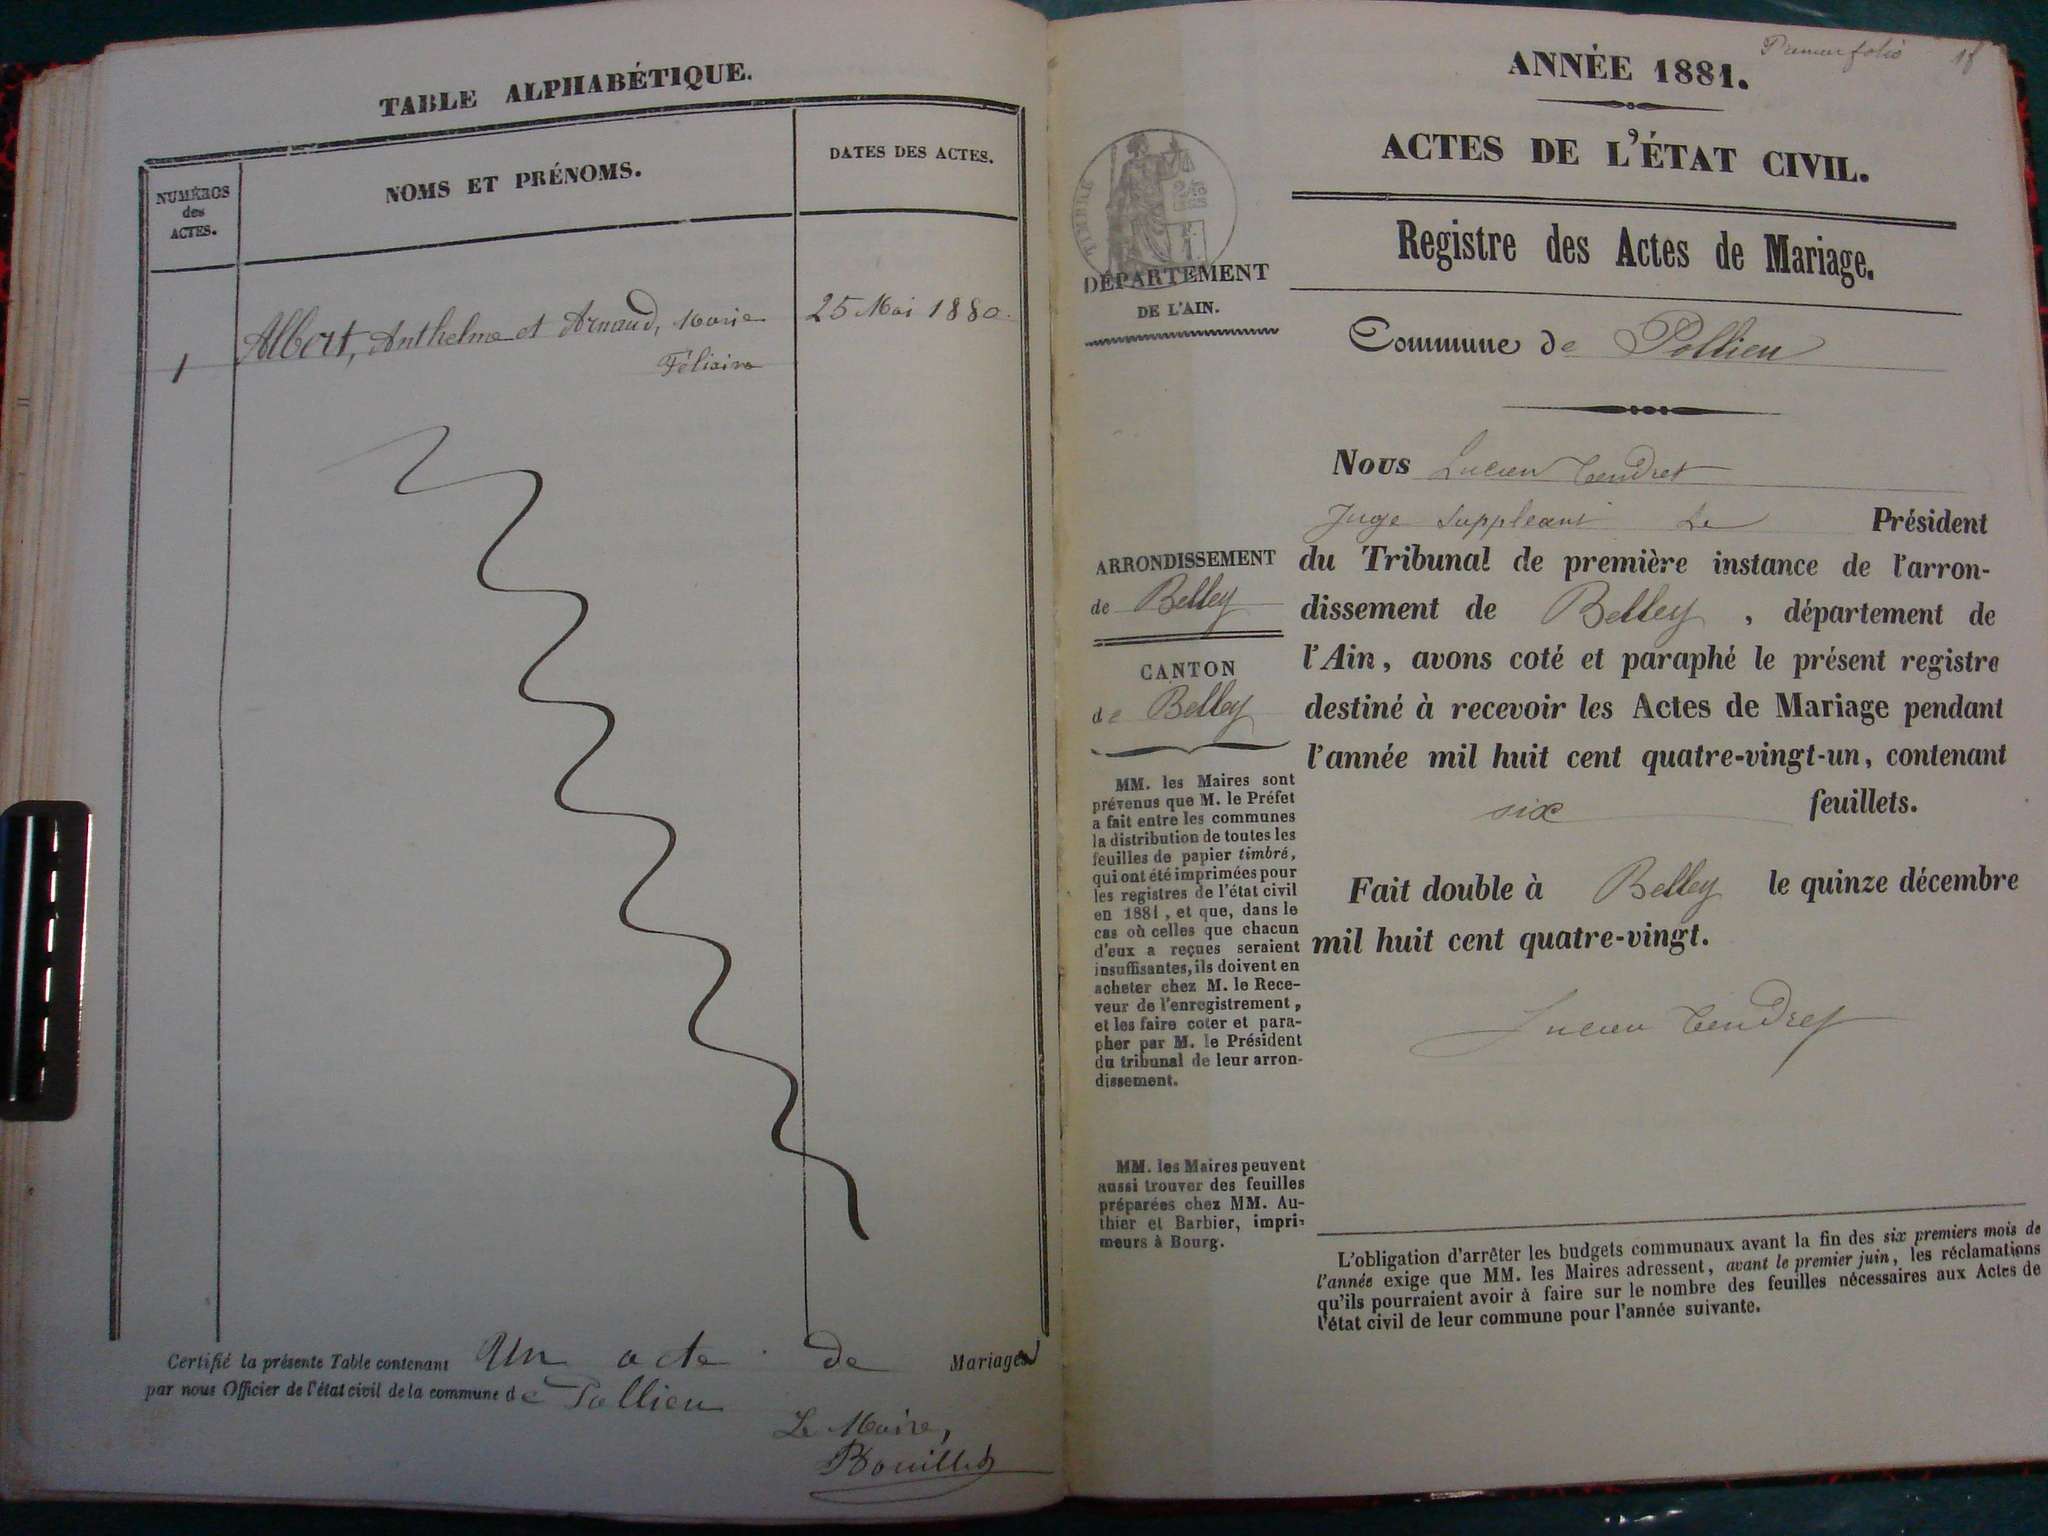 TABLE ALPHABÉTIQUE.
NUMÉROS
des
ACTES.
NOMS ET PRÉNOMS.
DATES DES ACTES.
1
Albert, Anthelme et Arnaud, Marie
Féliaire
25 Mai 1880.
Certifié la présente Table contenant Un acte de Mariages
par nous Officier de l'état civil de la commune de Pollieu
Le Maire,
Bouillet
Premier folio
ANNÉE 1881.
ACTES DE L'ÉTAT CIVIL.
Registre des Actes de Mariage.
TIMBRE
DÉPARTEMENT
DE L'AIN.
Commune de Pollieu
Nous Lucien Tendret
Juge Suppléant Le Président
du Tribunal de première instance de l'arron-
dissement de Belley, département de
l'Ain, avons coté et paraphé le présent registre
destiné à recevoir les Actes de Mariage pendant
l'année mil huit cent quatre-vingt-un, contenant
six feuillets.
Fait double à Belley le quinze décembre
mil huit cent quatre-vingt.
Lucien Tendret
ARRONDISSEMENT
de Belley
CANTON
de Belley
MM. les Maires sont
prévenus que M. le Préfet
a fait entre les communes
la distribution de toutes les
feuilles de papier timbré,
qui ont été imprimées pour
les registres de l'état civil
en 1881, et que, dans le
cas où celles que chacun
d'eux a reçues seraient
insuffisantes, ils doivent en
acheter chez M. le Rece-
veur de l'enregistrement,
et les faire coter et para-
pher par M. le Président
du tribunal de leur arron-
dissement.
MM. les Maires peuvent
aussi trouver des feuilles
préparées chez MM. Au-
thier et Barbier, impri-
meurs à Bourg.
L'obligation d'arrêter les budgets communaux avant la fin des six premiers mois de
l'année exige que MM. les Maires adressent, avant le premier juin, les réclamations
qu'ils pourraient avoir à faire sur le nombre des feuilles nécessaires aux Actes de
l'état civil de leur commune pour l'année suivante.